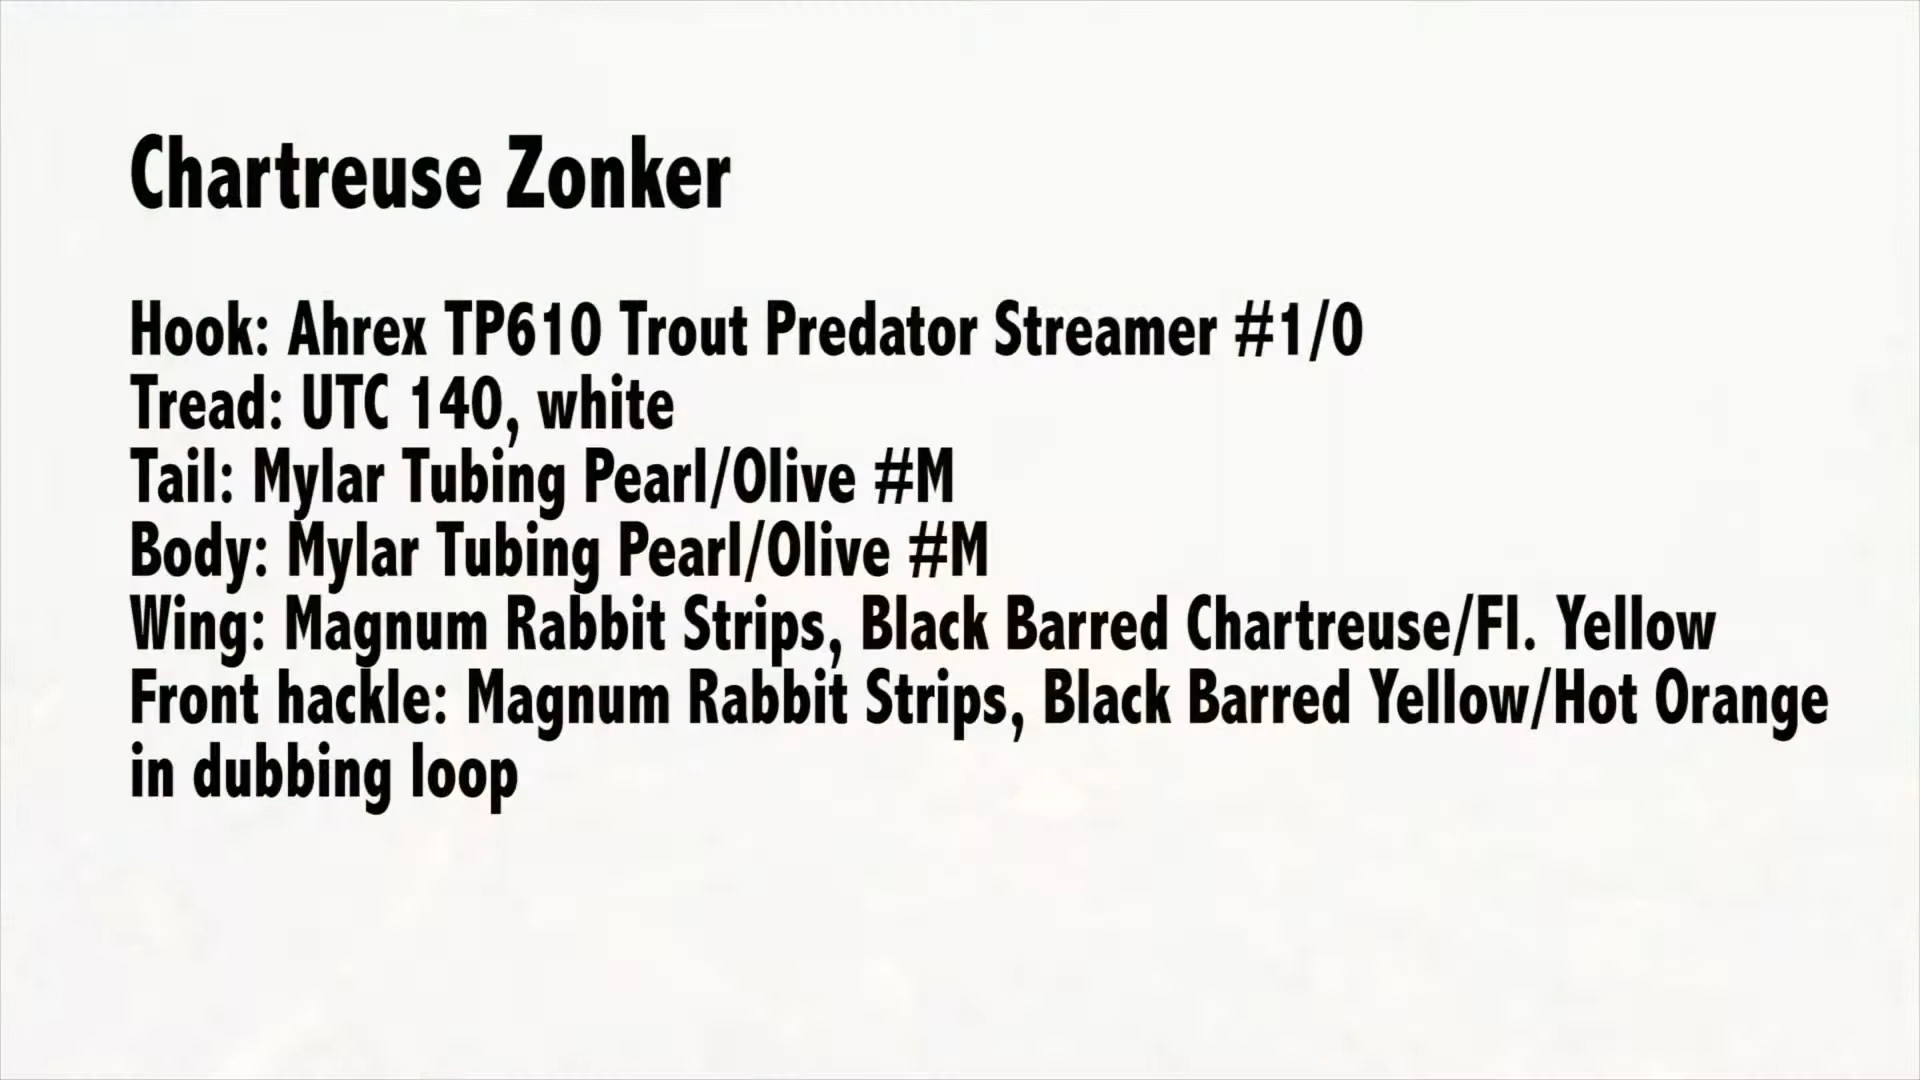 Chartreuse Zonker
Hook: Ahrex TP610 Trout Predator Streamer #1/0
Tread: UTC 140, white
Tail: Mylar Tubing Pearl/Olive #M
Body: Mylar Tubing Pearl/Olive #M
Wing: Magnum Rabbit Strips, Black Barred Chartreuse/Fl. Yellow
Front hackle: Magnum Rabbit Strips, Black Barred Yellow/Hot Orange
in dubbing loop